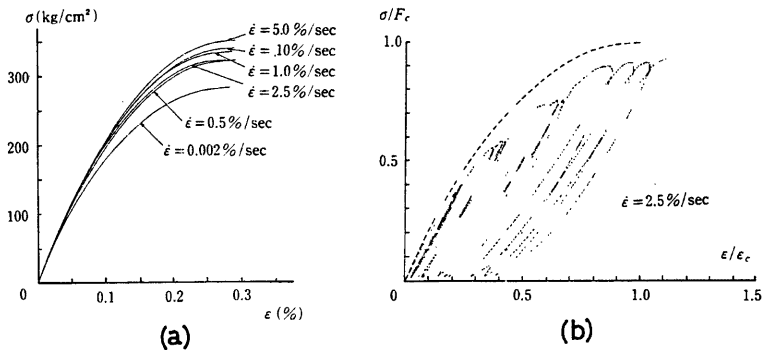 σ(kg/cm²)
300
200
100
0
0.1
0.2
0.3
ε(%)
ε̇=5.0%/sec
ε̇=.10%/sec
ε̇=1.0%/sec
ε̇=2.5%/sec
ε̇=0.5%/sec
ε̇=0.002%/sec
(a)
σ/F_c
1.0
0.5
0
0.5
1.0
1.5
ε̇=2.5%/sec
ε/ε_c
(b)